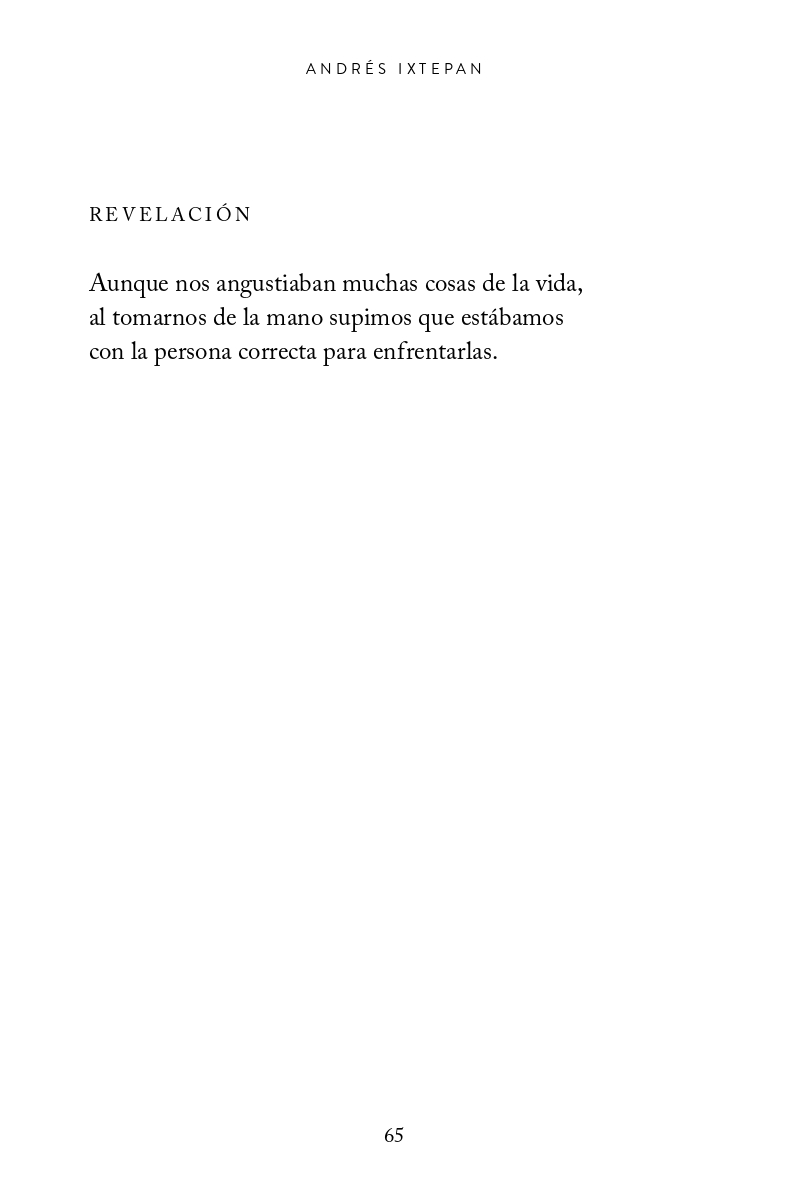 ANDRÉS IXTEPAN
REVELACIÓN
Aunque nos angustiaban muchas cosas de la vida,
al tomarnos de la mano supimos que estábamos
con la persona correcta para enfrentarlas.
65